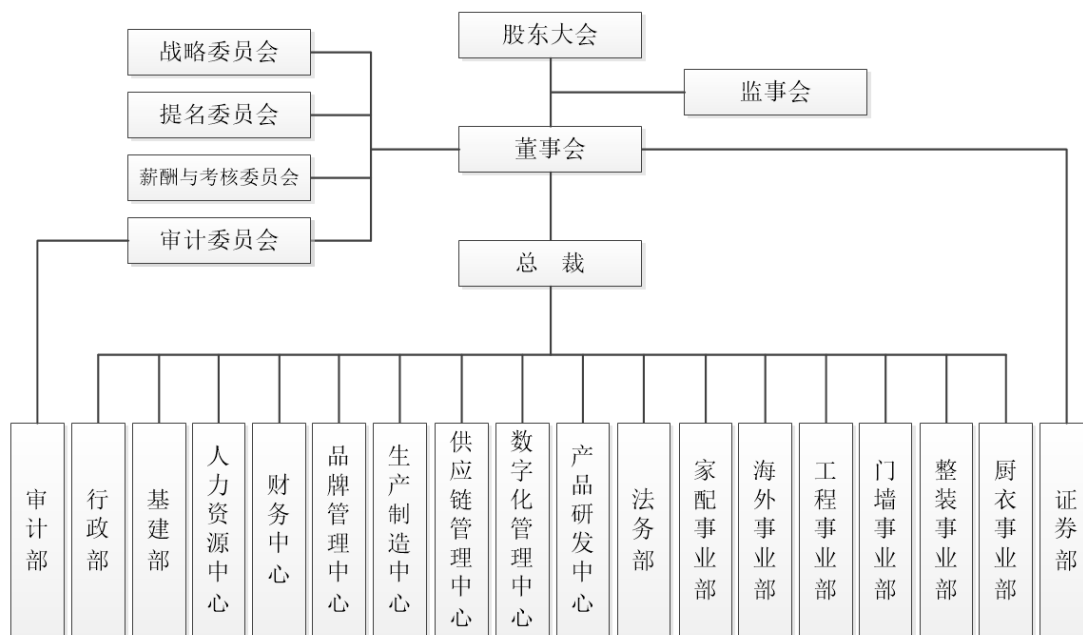 股东大会
战略委员会
监事会
提名委员会
董事会
薪酬与考核委员会
审计委员会
总 裁
审计部
行政部
基建部
人力资源中心
财务中心
品牌管理中心
生产制造中心
供应链管理中心
数字化管理中心
产品研发中心
法务部
家配事业部
海外事业部
工程事业部
门墙事业部
整装事业部
厨衣事业部
证券部